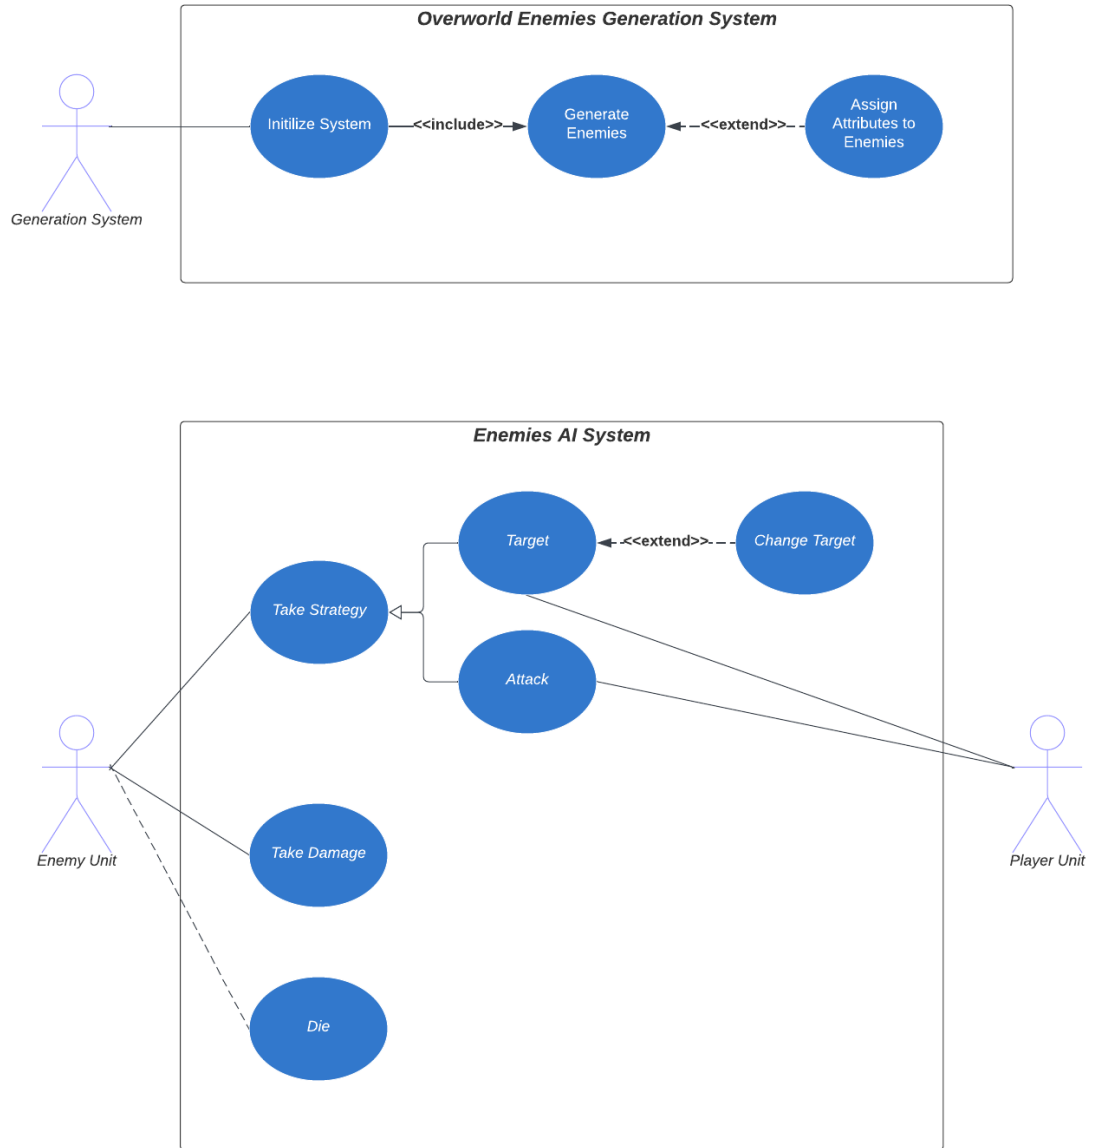 Overworld Enemies Generation System
Initilize System
<<include>>
Generate
Enemies
<<extend>>
Assign
Attributes to
Enemies
Generation System
Enemies AI System
Target
<<extend>>
Change Target
Take Strategy
Attack
Enemy Unit
Take Damage
Player Unit
Die